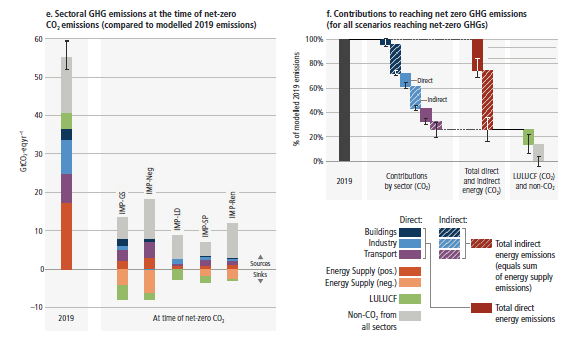 e. Sectoral GHG emissions at the time of net-zero
CO₂ emissions (compared to modelled 2019 emissions)
GtCO₂-eq yr⁻¹
60
50
40
30
20
10
0
−10
IMP-GS
IMP-Neg
IMP-LD
IMP-SP
IMP-Ren
Sources
Sinks
2019
At time of net-zero CO₂
f. Contributions to reaching net zero GHG emissions
(for all scenarios reaching net-zero GHGs)
% of modeled 2019 emissions
100%
80%
60%
40%
20%
0%
Direct
Indirect
2019
Contributions
by sector (CO₂)
Total direct
and indirect
energy (CO₂)
LULUCF (CO₂)
and non-CO₂
Direct:
Indirect:
Buildings
Industry
Transport
Energy Supply (pos.)
Energy Supply (neg.)
LULUCF
Non-CO₂ from
all sectors
Total indirect
energy emissions
(equals sum
of energy supply
emissions)
Total direct
energy emissions